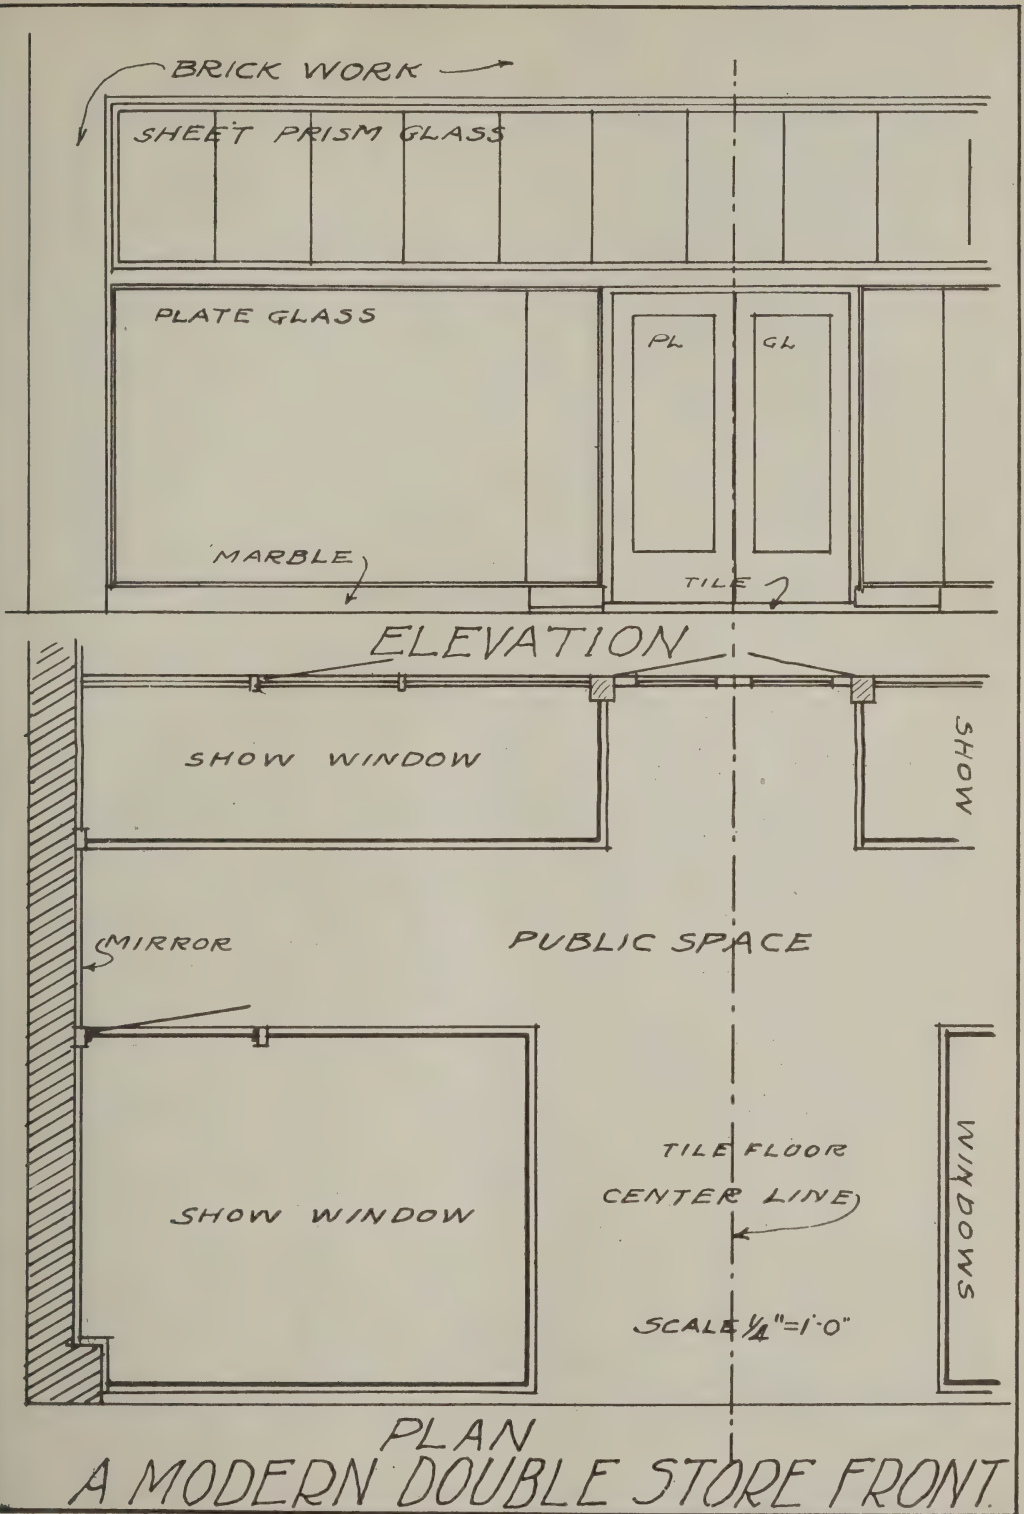 BRICK WORK
SHEET PRISM GLASS
PLATE GLASS
PL GL
MARBLE
TILE
ELEVATION
SHOW WINDOW
SHOW
MIRROR
PUBLIC SPACE
TILE FLOOR
CENTER LINE
SHOW WINDOW
WINDOWS
SCALE 1/4"=1'-0"
PLAN
A MODERN DOUBLE STORE FRONT.